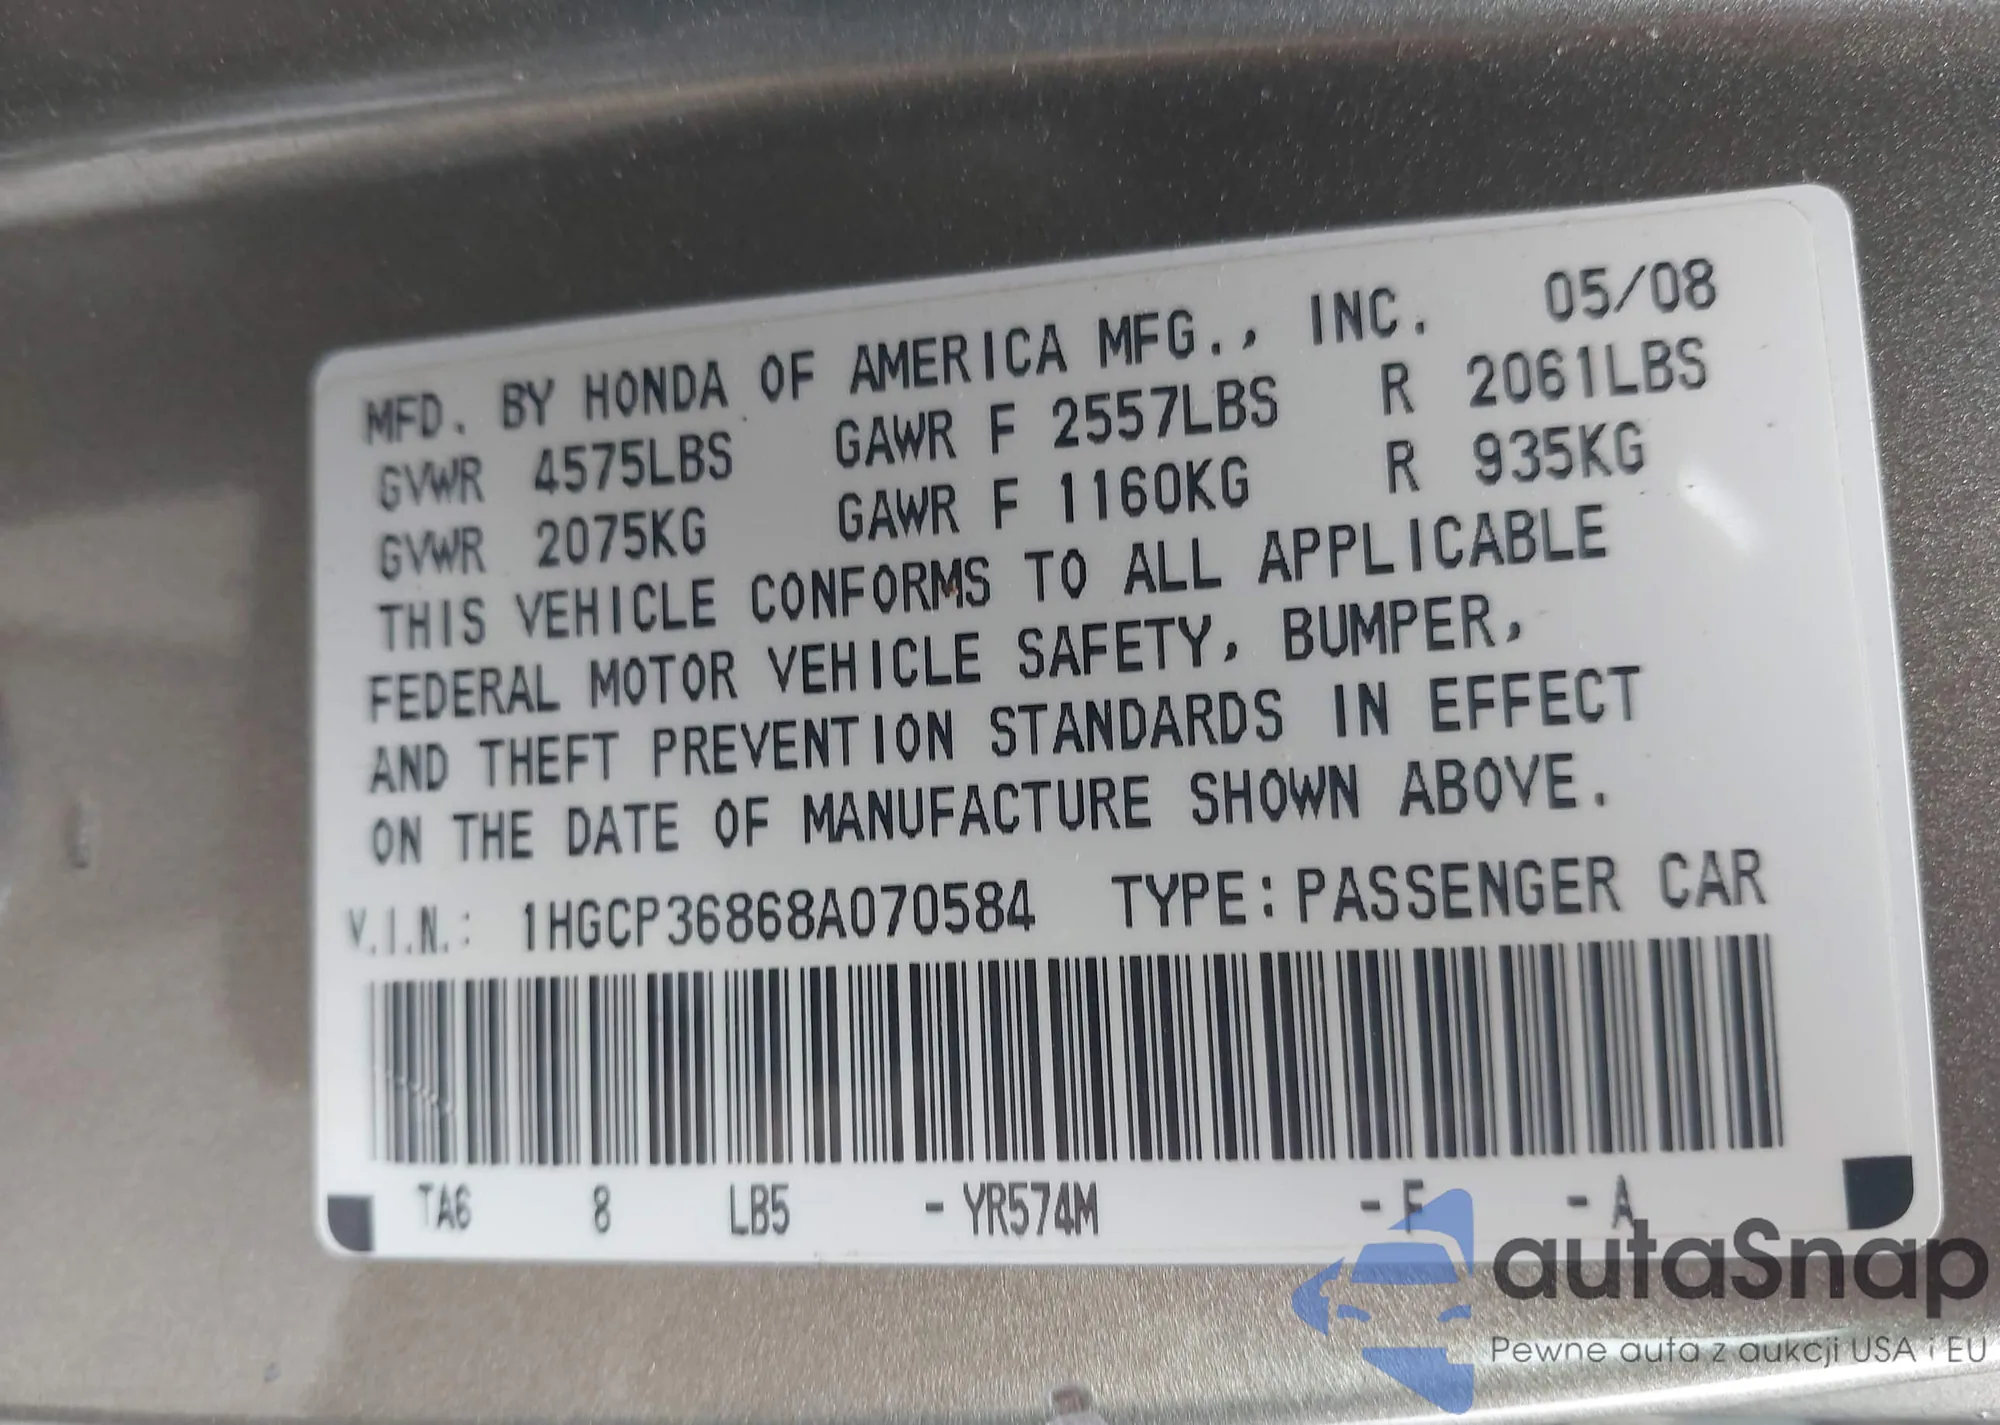 MFD. BY HONDA OF AMERICA MFG., INC. 05/08
GVWR 4575LBS GAWR F 2557LBS R 2061LBS
GVWR 2075KG GAWR F 1160KG R 935KG
THIS VEHICLE CONFORMS TO ALL APPLICABLE
FEDERAL MOTOR VEHICLE SAFETY, BUMPER,
AND THEFT PREVENTION STANDARDS IN EFFECT
ON THE DATE OF MANUFACTURE SHOWN ABOVE.
V.I.N.: 1HGCP36868A070584 TYPE: PASSENGER CAR
TA6 8 LB5 - YR574M - F - A
autaSnap
Pewne auta z aukcji USA i EU